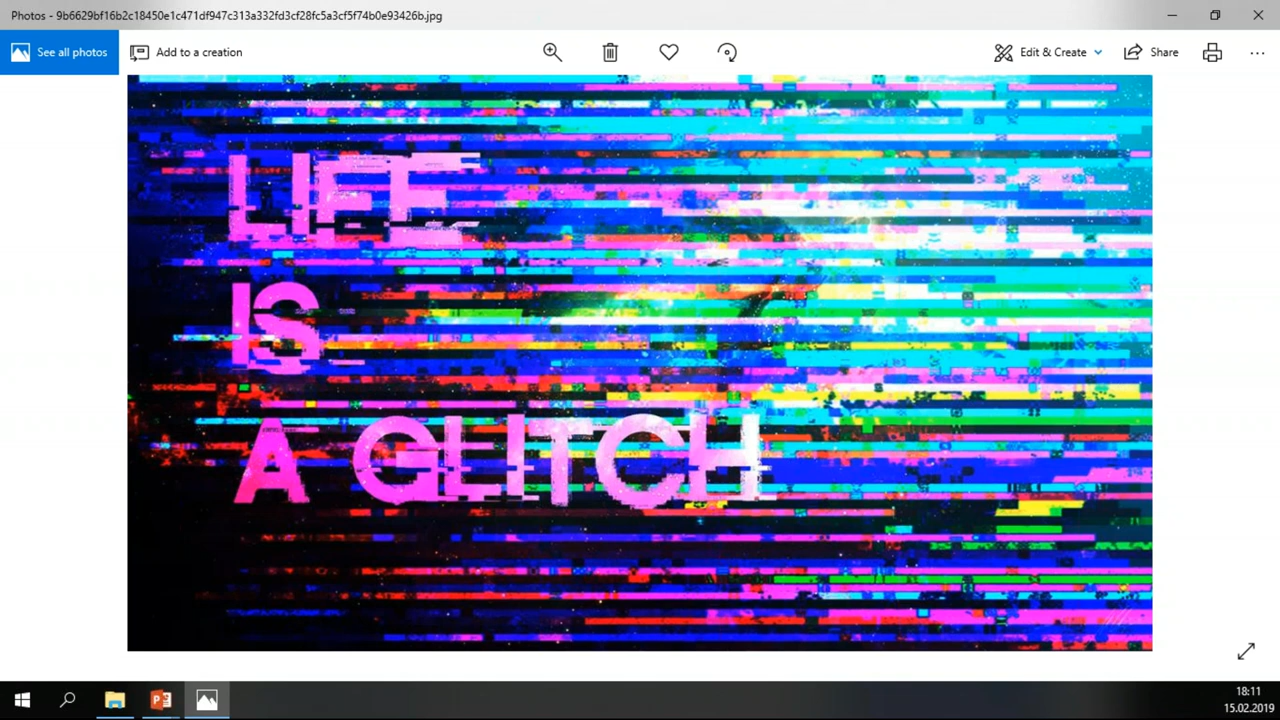 Photos - 9b6629bf16b2c18450e1c471df947c313a332fd3cf28fc5a3cf5f74b0e93426b.jpg
See all photos
Add to a creation
Edit & Create
Share
LIFE
IS
A GLITCH
18:11
15.02.2019